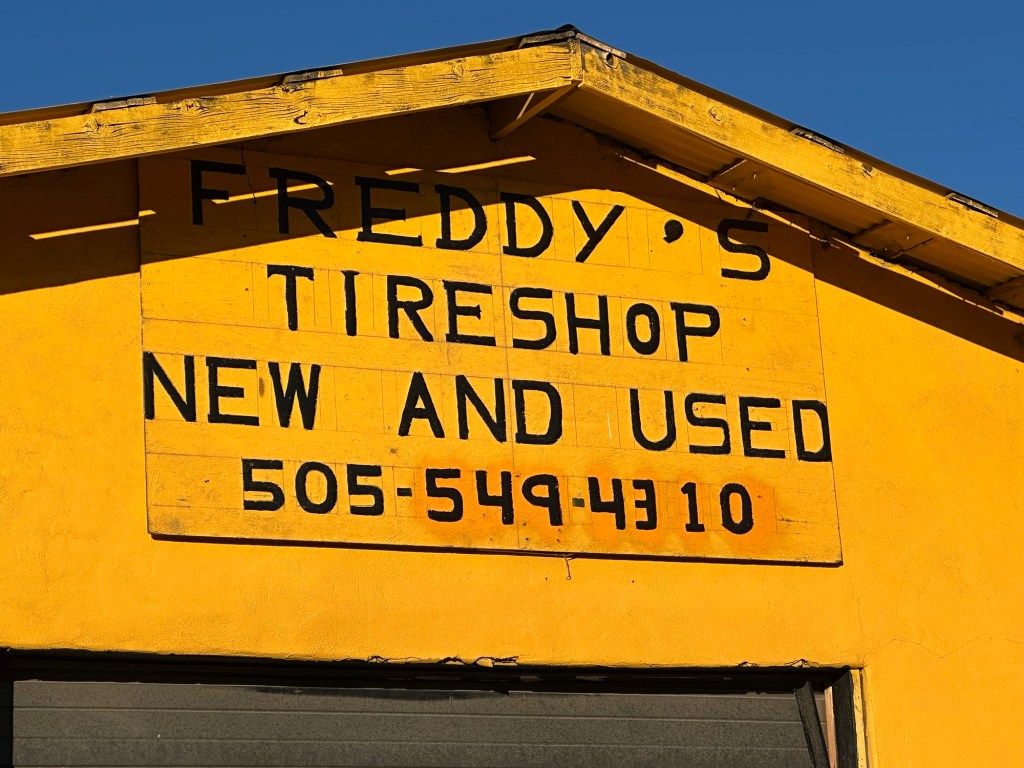 FREDDY'S
TIRESHOP
NEW AND USED
505-549-4310